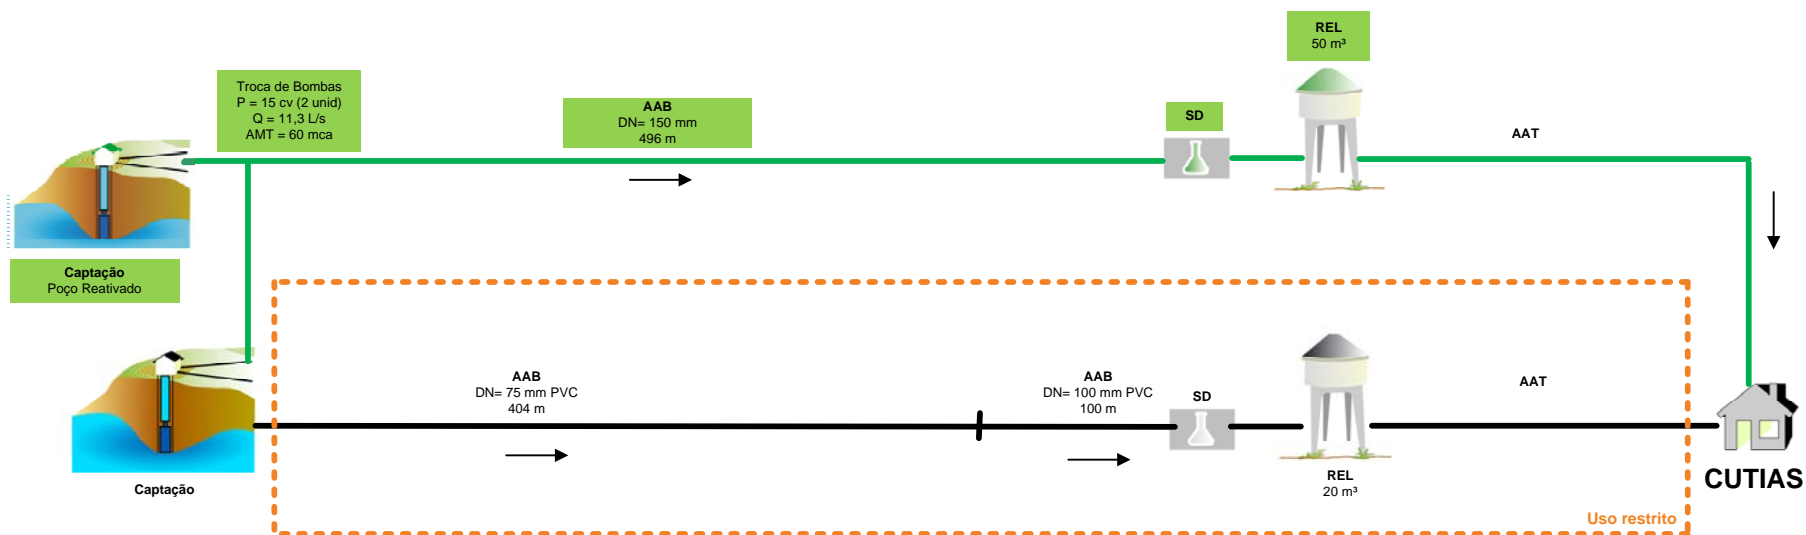 REL
50 m³
Troca de Bombas
P = 15 cv (2 unid)
Q = 11,3 L/s
AMT = 60 mca
AAB
DN= 150 mm
496 m
SD
AAT
Captação
Poço Reativado
AAB
DN= 75 mm PVC
404 m
AAB
DN= 100 mm PVC
100 m
SD
AAT
REL
20 m³
Captação
CUTIAS
Uso restrito